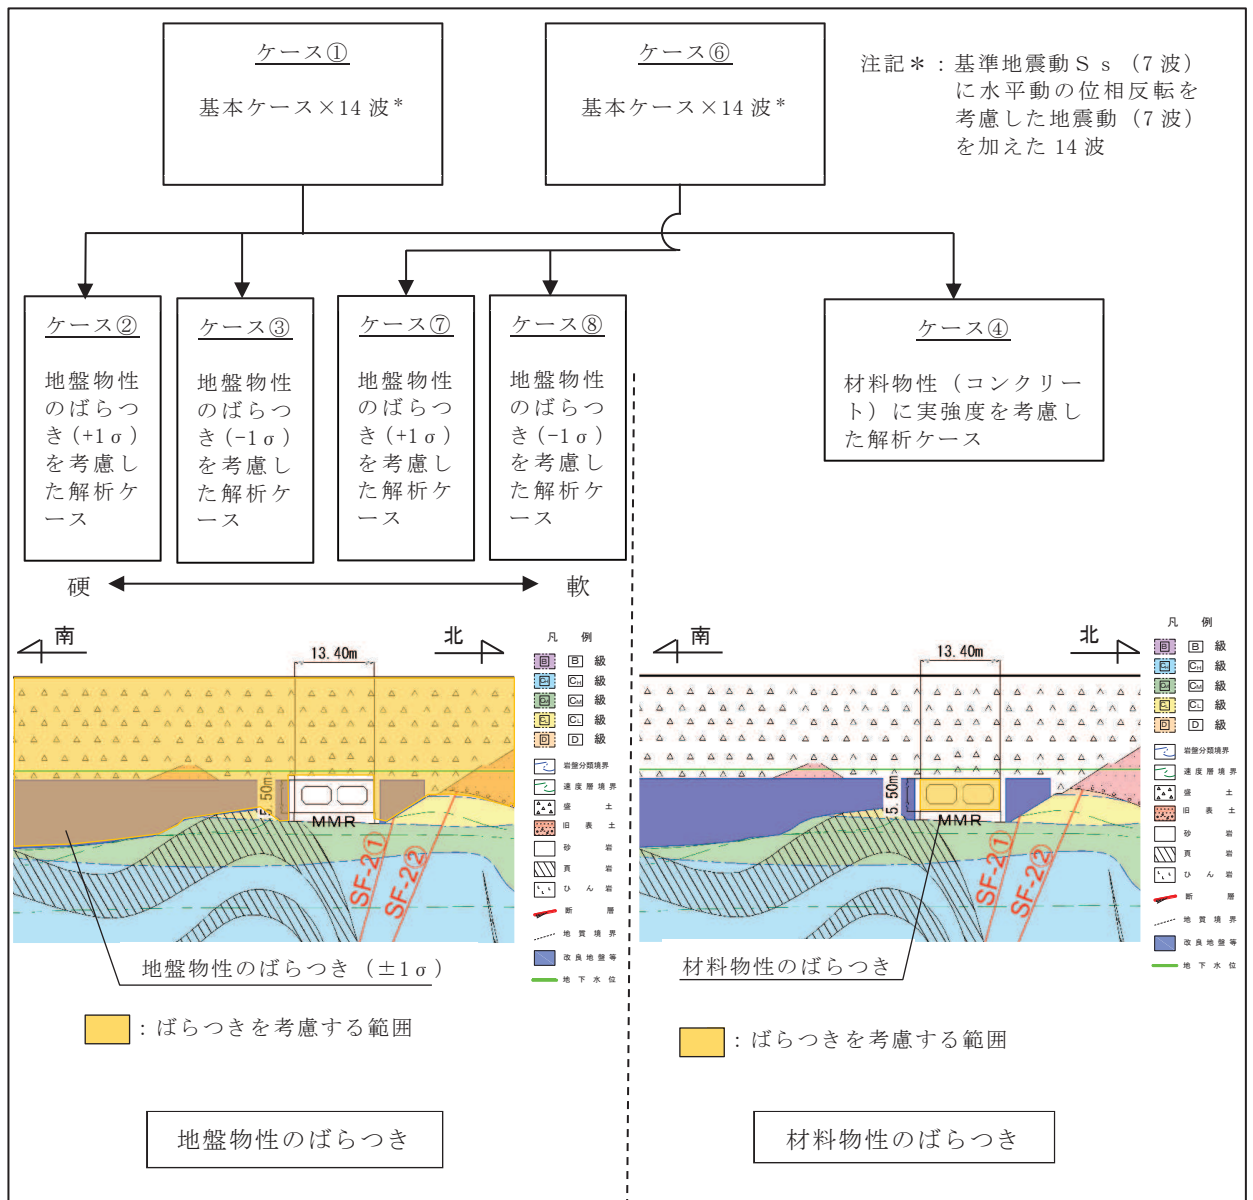 ケース①
基本ケース×14波*
ケース⑥
基本ケース×14波*
注記*:基準地震動Ss(7波)
に水平動の位相反転を
考慮した地震動(7波)
を加えた14波
ケース②
地盤物性
のばらつ
き(+1σ)
を考慮し
た解析ケ
ース
ケース③
地盤物性
のばらつ
き(-1σ)
を考慮し
た解析ケ
ース
ケース⑦
地盤物性
のばらつ
き(+1σ)
を考慮し
た解析ケ
ース
ケース⑧
地盤物性
のばらつ
き(-1σ)
を考慮し
た解析ケ
ース
ケース④
材料物性(コンクリー
ト)に実強度を考慮し
た解析ケース
硬
軟
南
北
13.40m
5.50m
MMR
SF-2①
SF-2②
凡 例
B B 級
CH 級
CM 級
CL 級
D D 級
岩盤分類境界
速度層境界
盛 土
旧表土
砂 岩
頁 岩
ひん岩
断 層
地質境界
改良地盤等
地下水位
地盤物性のばらつき(±1σ)
:ばらつきを考慮する範囲
地盤物性のばらつき
南
北
13.40m
5.50m
MMR
SF-2①
SF-2②
凡 例
B B 級
CH 級
CM 級
CL 級
D D 級
岩盤分類境界
速度層境界
盛 土
旧表土
砂 岩
頁 岩
ひん岩
断 層
地質境界
改良地盤等
地下水位
材料物性のばらつき
:ばらつきを考慮する範囲
材料物性のばらつき